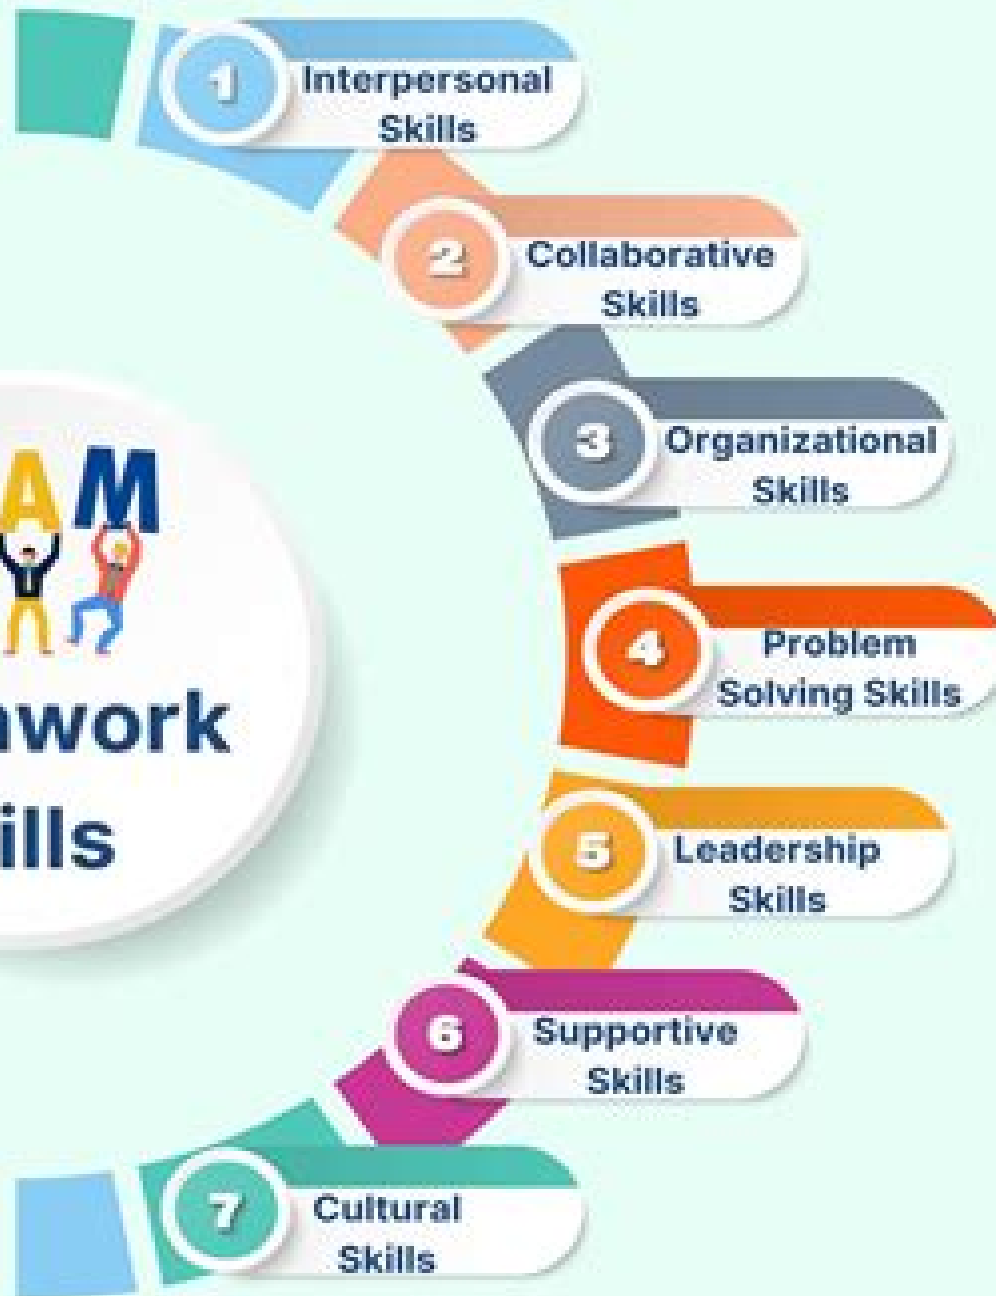 1
Interpersonal
Skills
2
Collaborative
Skills
3
Organizational
Skills
AM
4
Problem
Solving Skills
work
ills
5
Leadership
Skills
6
Supportive
Skills
7
Cultural
Skills